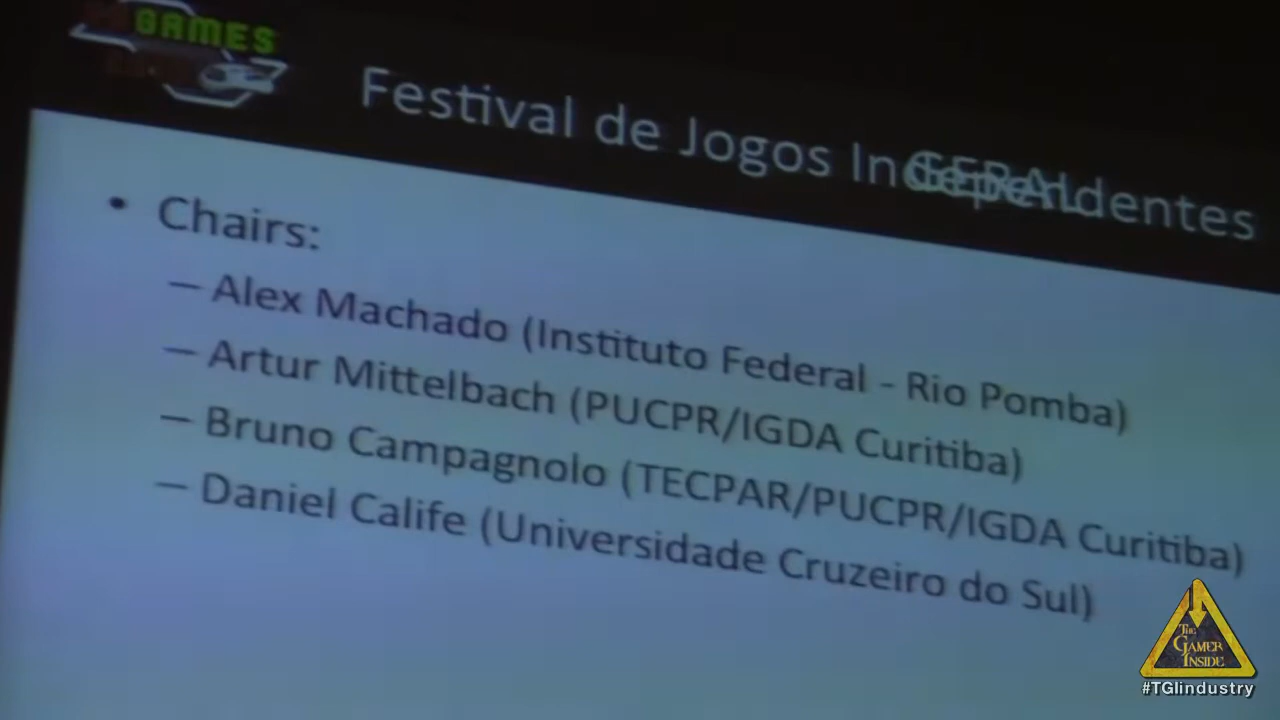 GAMES
Festival de Jogos Independentes
GERAL
• Chairs:
– Alex Machado (Instituto Federal - Rio Pomba)
– Artur Mittelbach (PUCPR/IGDA Curitiba)
– Bruno Campagnolo (TECPAR/PUCPR/IGDA Curitiba)
– Daniel Calife (Universidade Cruzeiro do Sul)
THE
GAMER
INSIDE
#TGIindustry